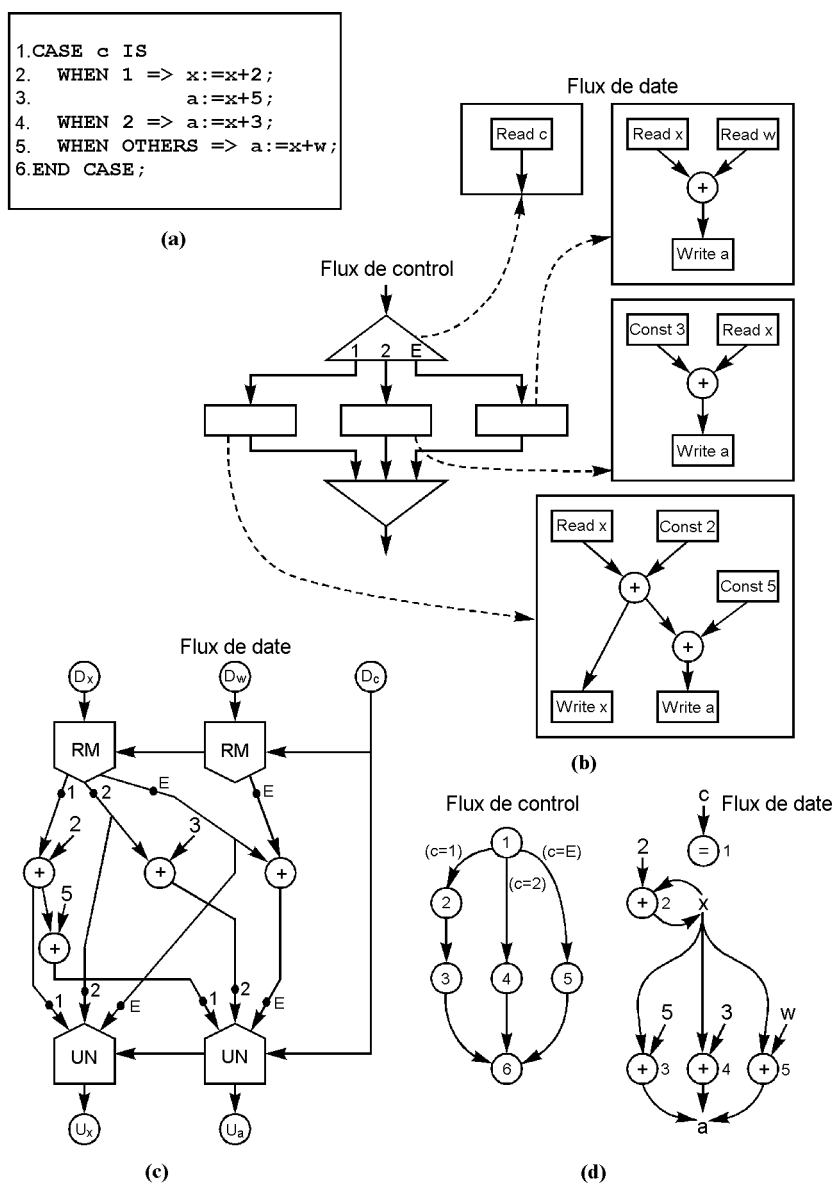 1.CASE c IS
2. WHEN 1 => x:=x+2;
3. a:=x+5;
4. WHEN 2 => a:=x+3;
5. WHEN OTHERS => a:=x+w;
6.END CASE;
(a)
Flux de date
Read c
Read x Read w
+
Write a
Flux de control
1 2 E
Const 3 Read x
+
Write a
Read x Const 2
+
Const 5
+
Write x Write a
(b)
Flux de date
Dx Dw Dc
RM RM
1 2 E E
2 3
+ + +
5
+
1 2 E 1 2 E
UN UN
Ux Ua
(c)
Flux de control
1
(c=1) (c=2) (c=E)
2
3 4 5
6
Flux de date
c
= 1
2
+ 2 x
5 3 w
+ 3 + 4 + 5
a
(d)